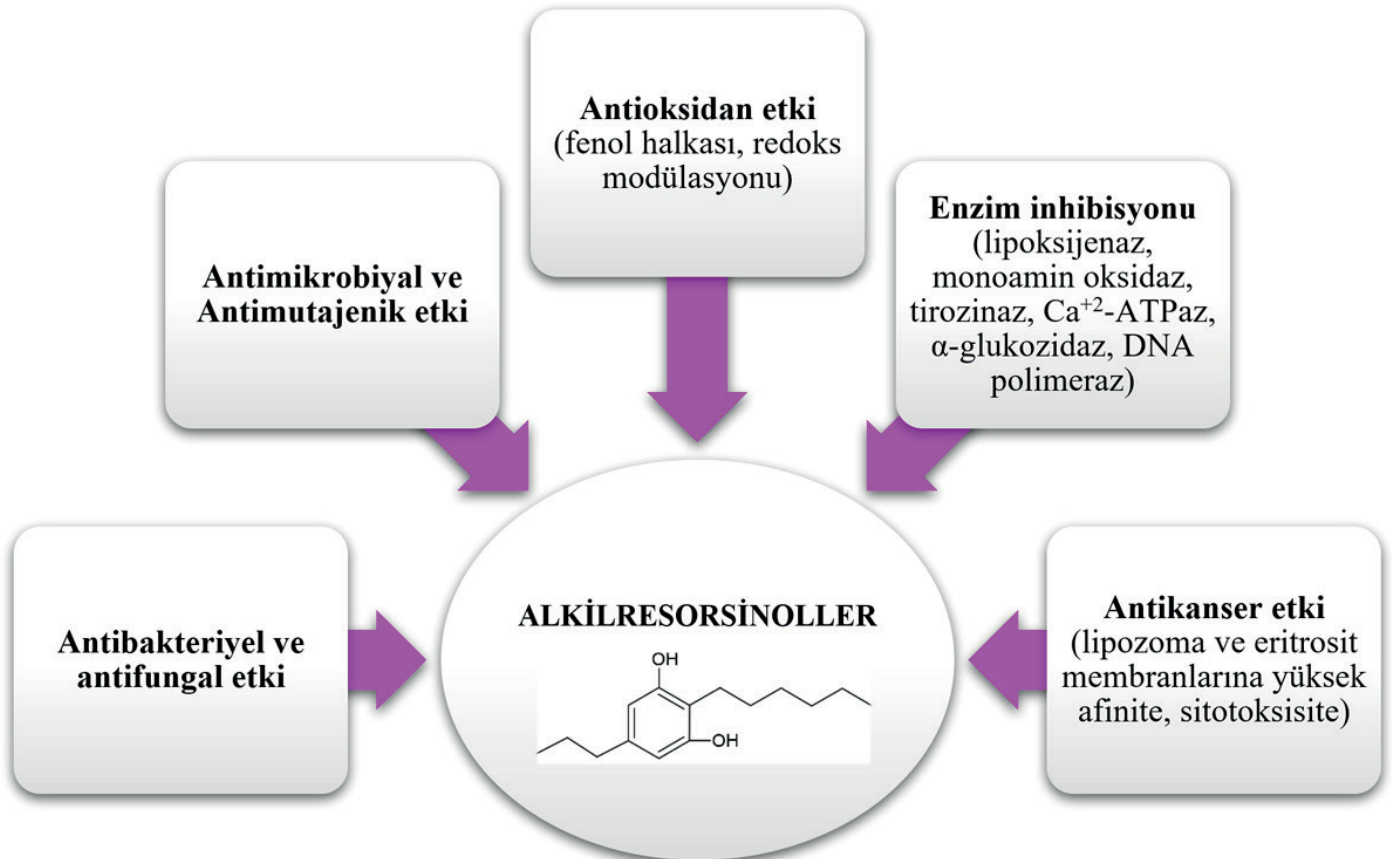 Antioksidan etki
(fenol halkası, redoks
modülasyonu)
Antimikrobiyal ve
Antimutajenik etki
Enzim inhibisyonu
(lipoksijenaz,
monoamin oksidaz,
tirozinaz, Ca⁺²-ATPaz,
α-glukozidaz, DNA
polimeraz)
Antibakteriyel ve
antifungal etki
ALKİLRESORSİNOLLER
OH
OH
Antikanser etki
(lipozoma ve eritrosit
membranlarına yüksek
afinite, sitotoksisite)